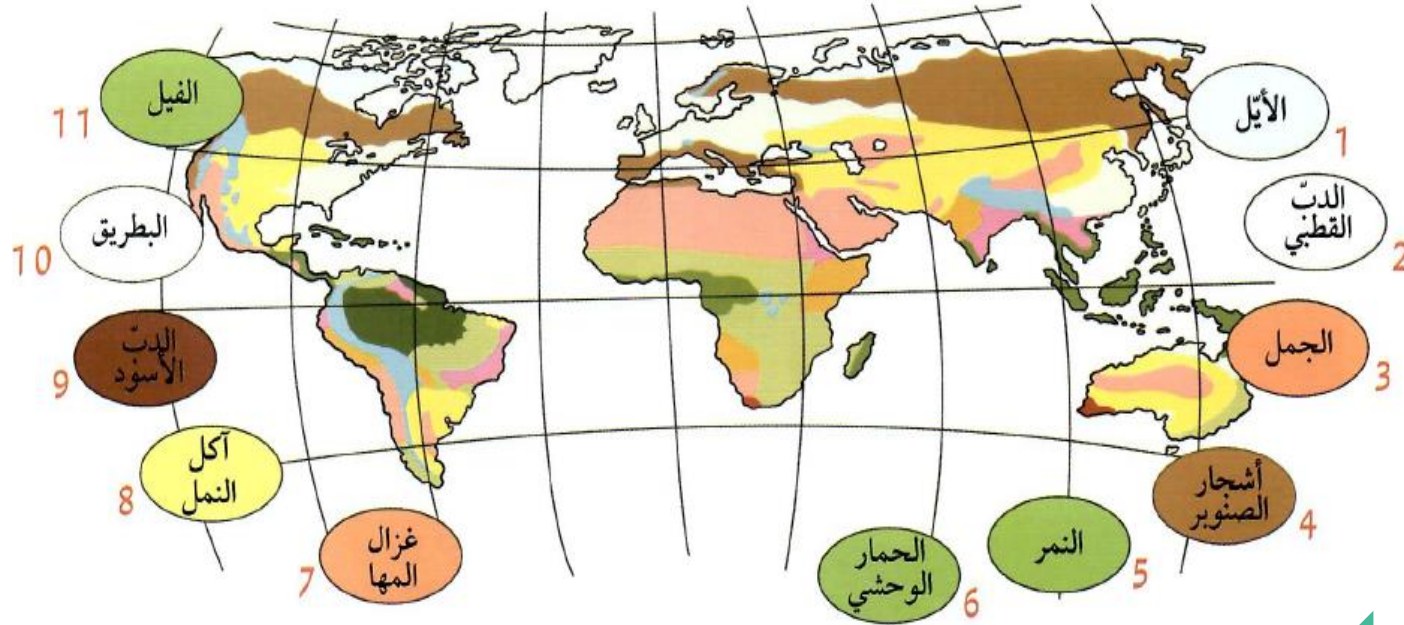 الأيّل
1
الدبّ
القطبي
2
الجمل
3
أشجار
الصنوبر
4
النمر
5
الحمار
الوحشي
6
غزال
المها
7
آكل
النمل
8
الدبّ
الأسود
9
البطريق
10
الفيل
11